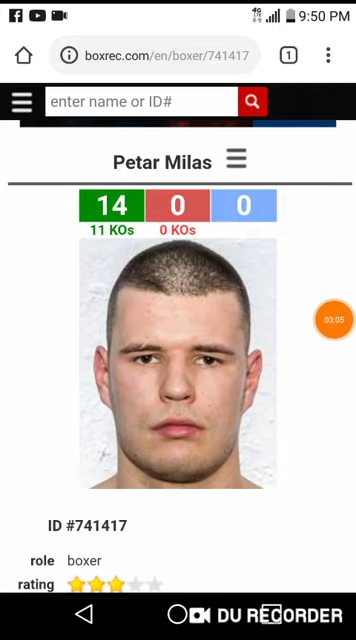 9:50 PM
boxrec.com/en/boxer/741417
1
enter name or ID#
Petar Milas
14 0 0
11 KOs 0 KOs
03:05
ID #741417
role boxer
rating
DU RECORDER